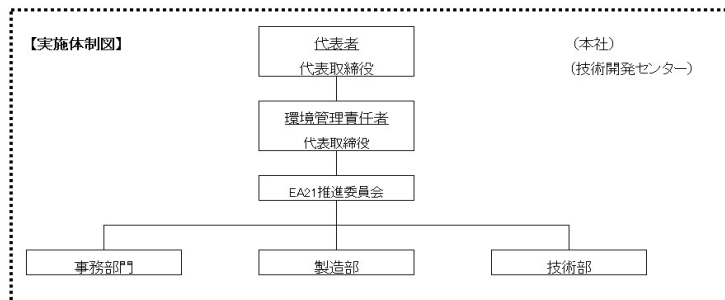 【実施体制図】
代表者
代表取締役
(本社)
(技術開発センター)
環境管理責任者
代表取締役
EA21推進委員会
事務部門
製造部
技術部